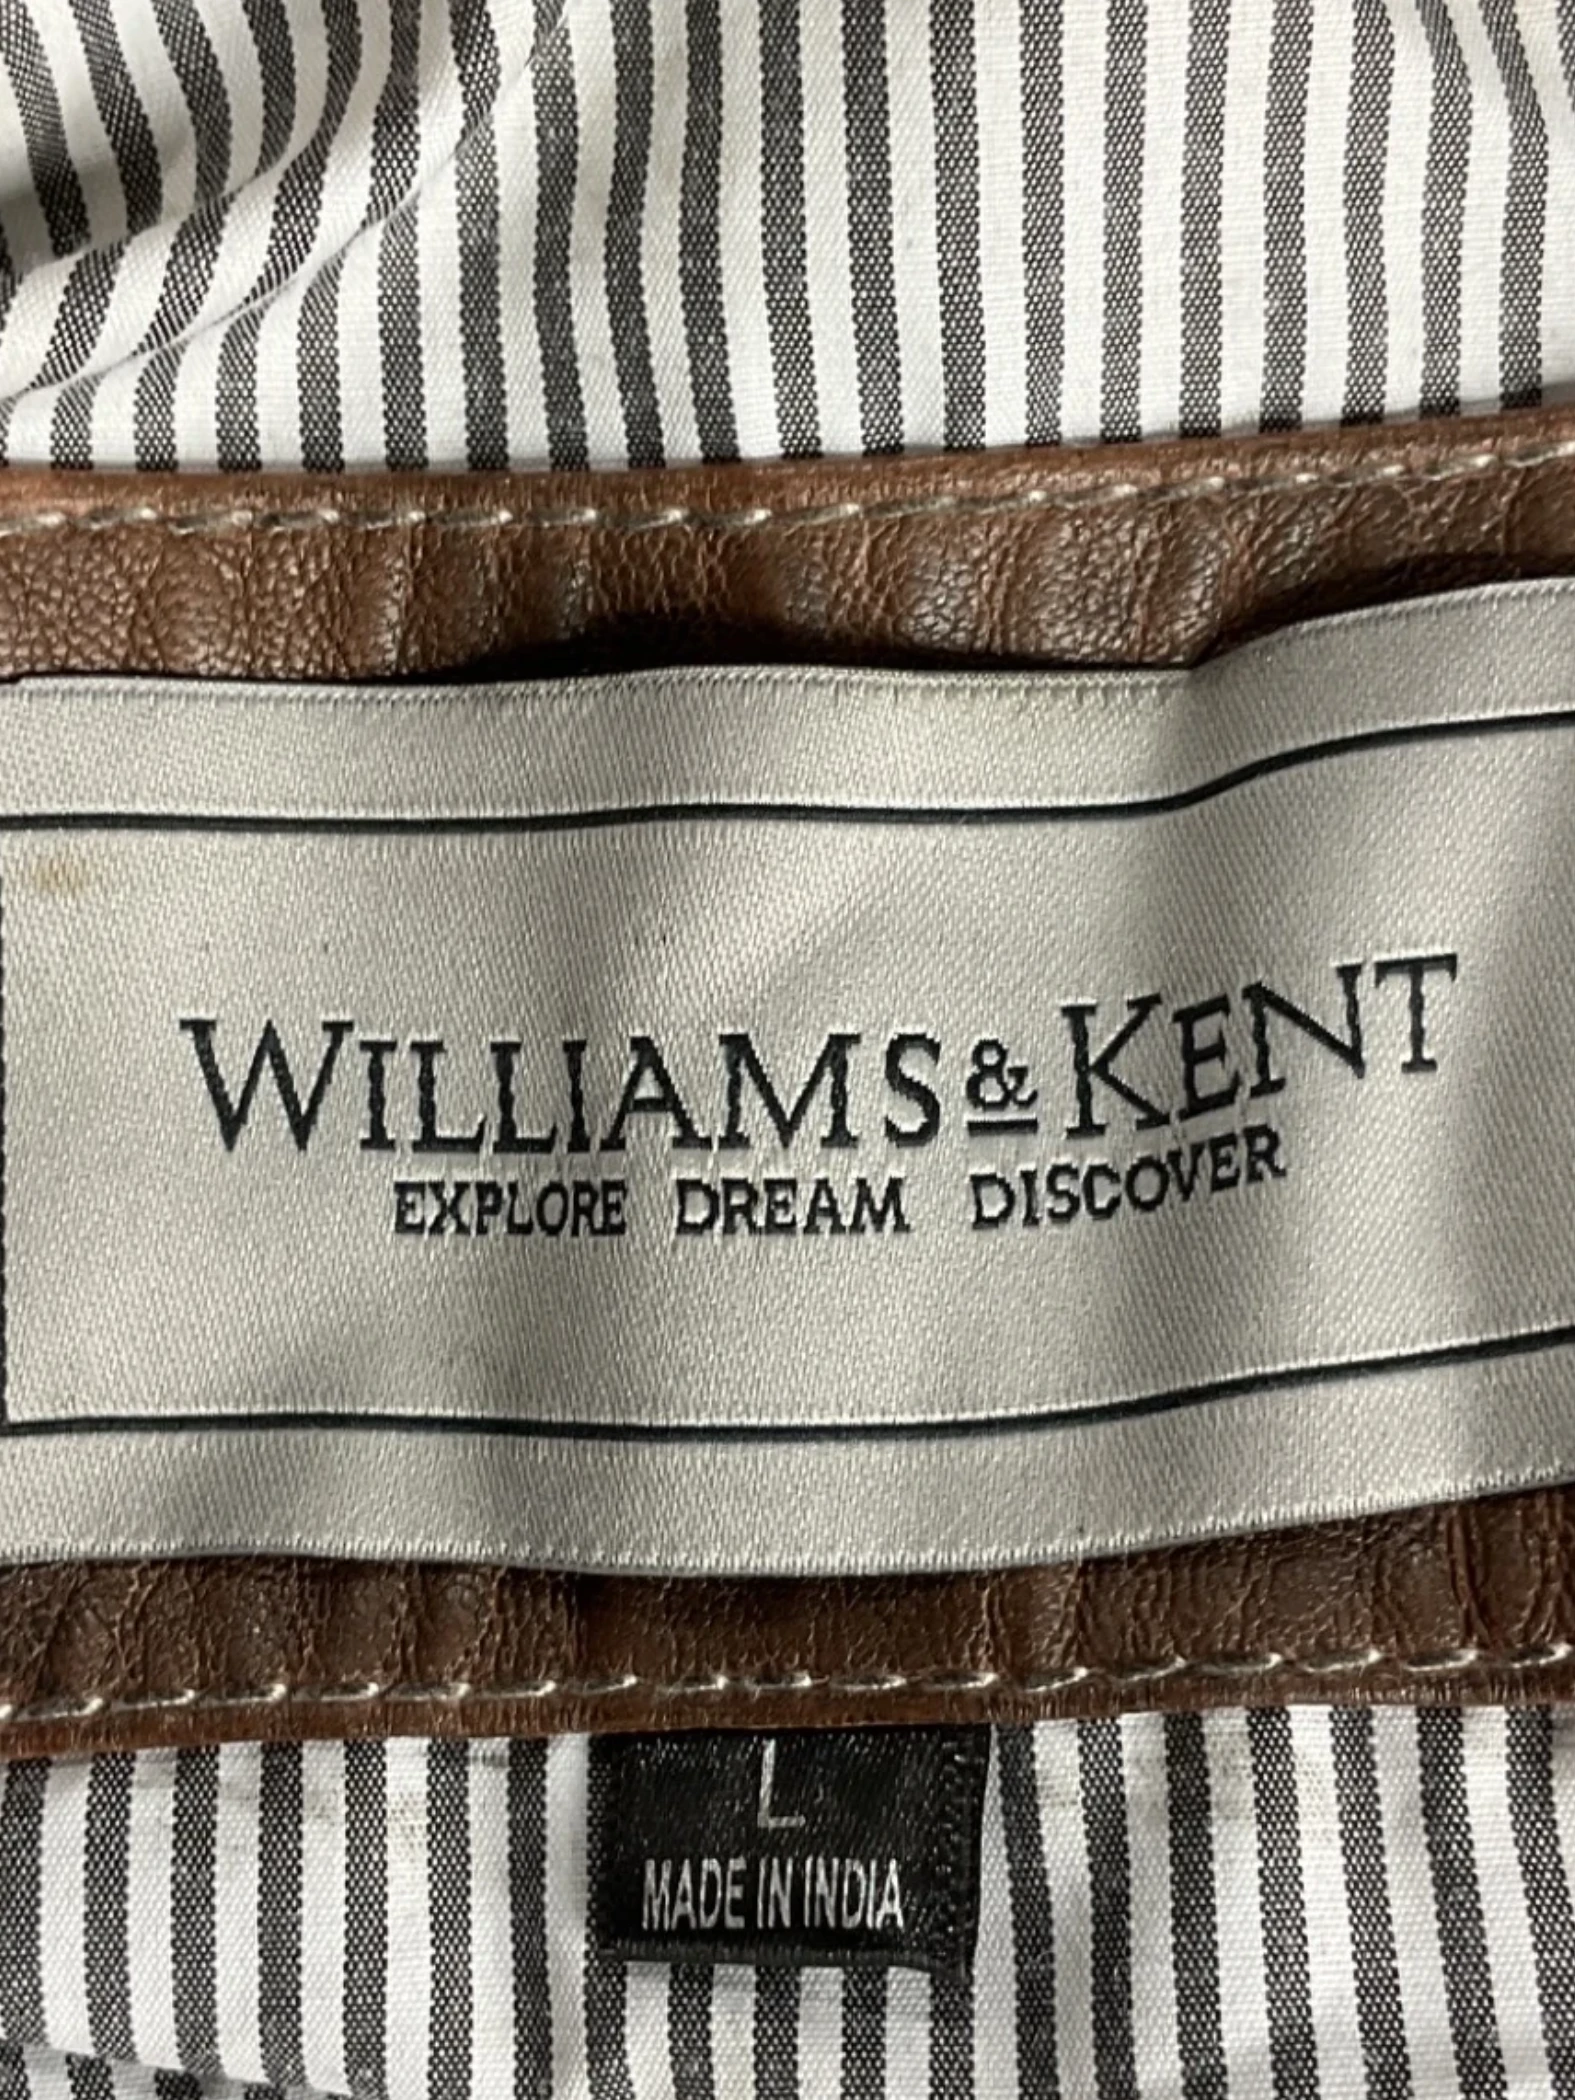 WILLIAMS & KENT
EXPLORE DREAM DISCOVER
L
MADE IN INDIA